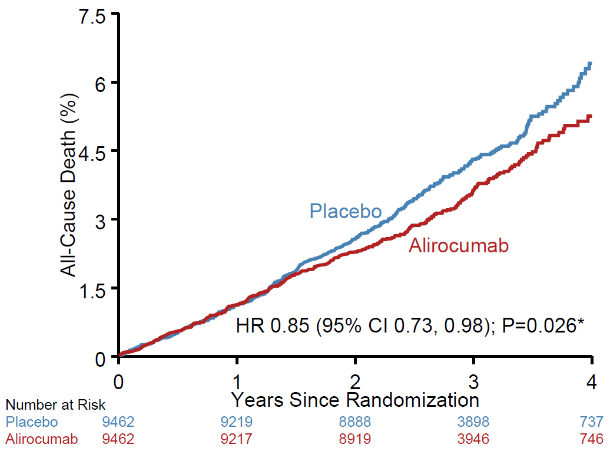 7.5
6
4.5
3
1.5
0
All-Cause Death (%)
Placebo
Alirocumab
HR 0.85 (95% CI 0.73, 0.98); P=0.026*
0 1 2 3 4
Years Since Randomization
Number at Risk
Placebo 9462 9219 8888 3898 737
Alirocumab 9462 9217 8919 3946 746